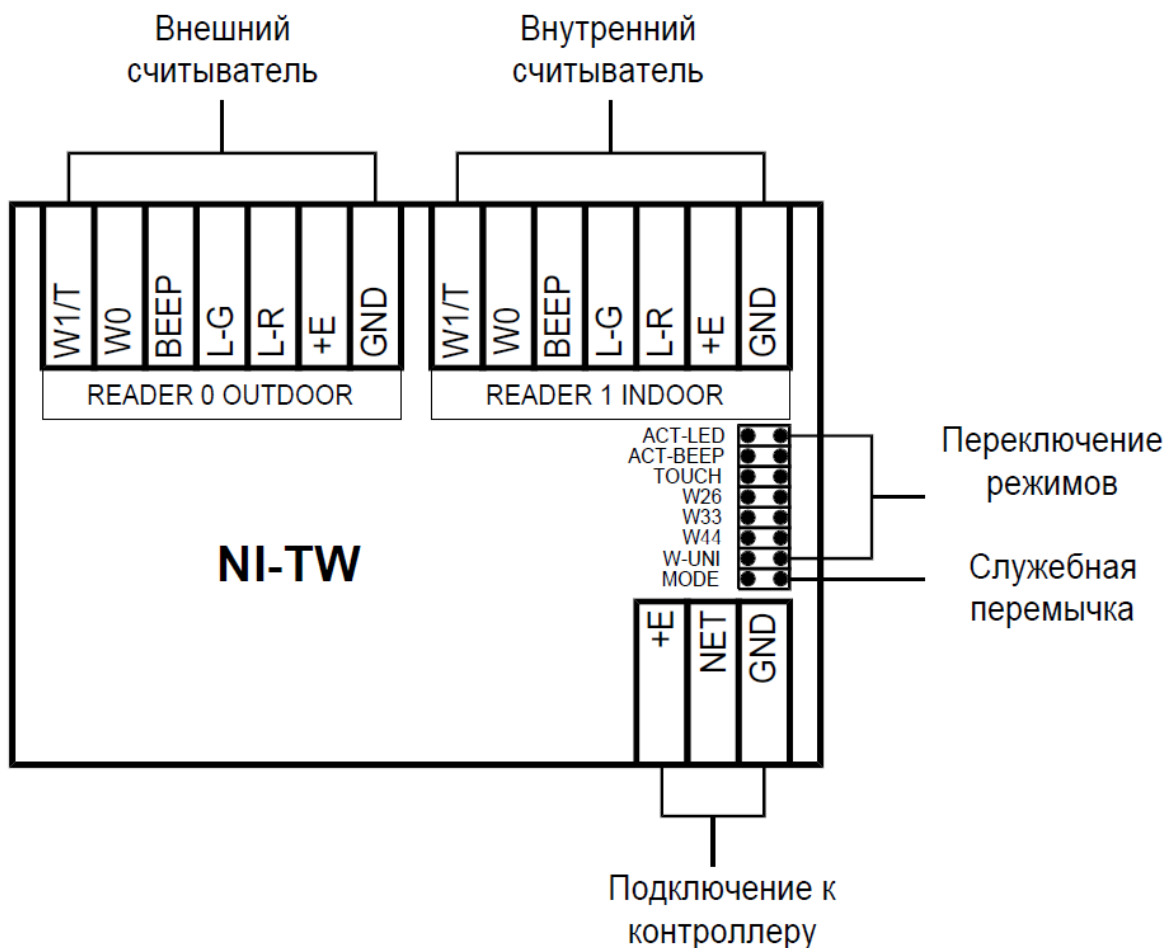 Внешний
считыватель
Внутренний
считыватель
W1/T
W0
BEEP
L-G
L-R
+E
GND
W1/T
W0
BEEP
L-G
L-R
+E
GND
READER 0 OUTDOOR
READER 1 INDOOR
ACT-LED
ACT-BEEP
TOUCH
W26
W33
W44
W-UNI
MODE
Переключение
режимов
Служебная
перемычка
NI-TW
+E
NET
GND
Подключение к
контроллеру